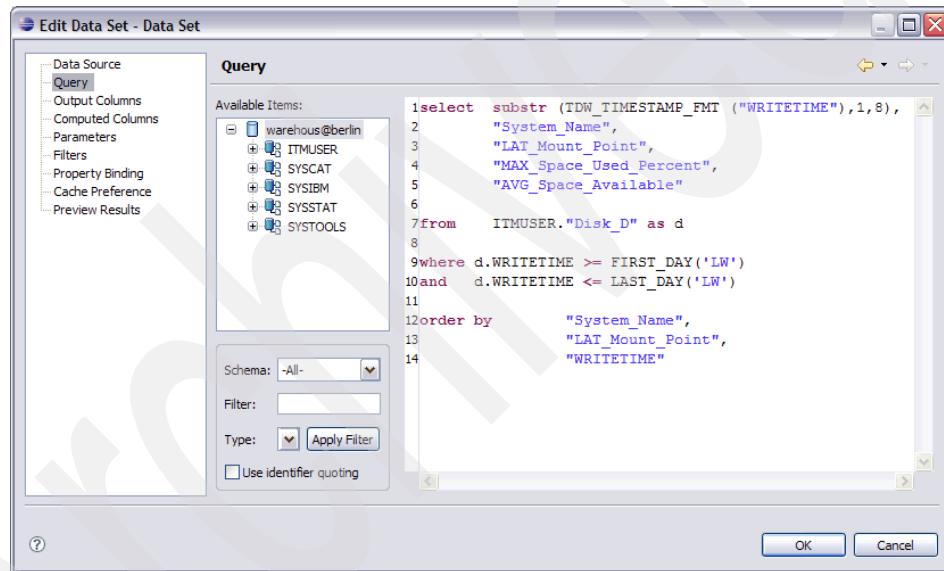 Edit Data Set - Data Set
Data Source
Query
Output Columns
Computed Columns
Parameters
Filters
Property Binding
Cache Preference
Preview Results
Query
Available Items:
warehous@berlin
ITMUSER
SYSCAT
SYSIBM
SYSSTAT
SYSTOOLS
Schema: -All-
Filter:
Type: Apply Filter
Use identifier quoting
1select substr (TDW_TIMESTAMP_FMT ("WRITETIME"),1,8),
2 "System_Name",
3 "LAT_Mount_Point",
4 "MAX_Space_Used_Percent",
5 "AVG_Space_Available"
6
7from ITMUSER."Disk_D" as d
8
9where d.WRITETIME >= FIRST_DAY('LW')
10and d.WRITETIME <= LAST_DAY('LW')
11
12order by "System_Name",
13 "LAT_Mount_Point",
14 "WRITETIME"
?
OK Cancel